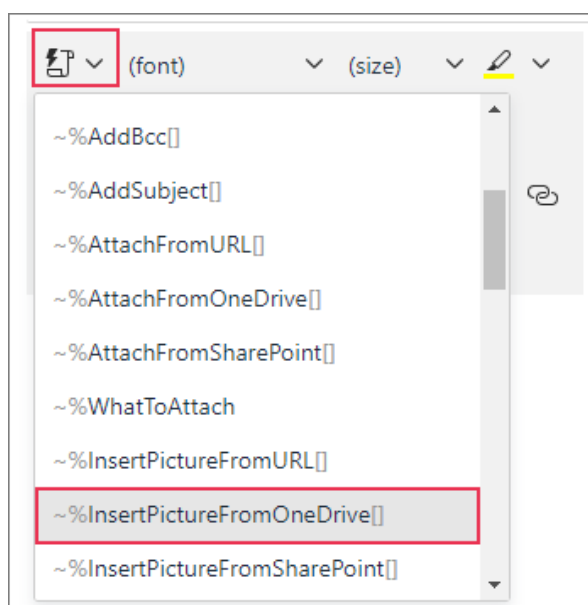 (font) (size)
~%AddBcc[]
~%AddSubject[]
~%AttachFromURL[]
~%AttachFromOneDrive[]
~%AttachFromSharePoint[]
~%WhatToAttach
~%InsertPictureFromURL[]
~%InsertPictureFromOneDrive[]
~%InsertPictureFromSharePoint[]